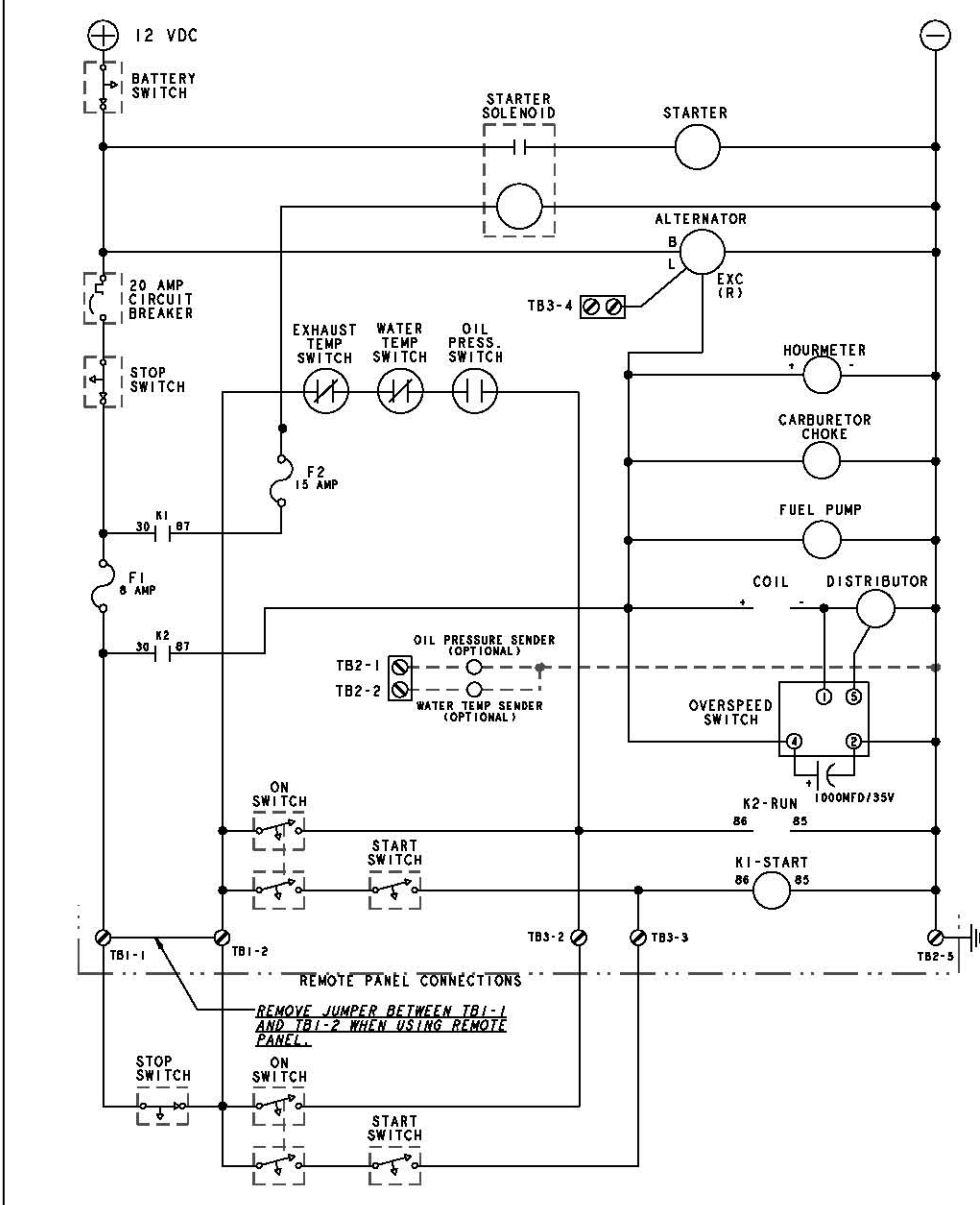 12 VDC
BATTERY
SWITCH
STARTER
SOLENOID
STARTER
ALTERNATOR
B
L
EXC
(R)
TB3-4
20 AMP
CIRCUIT
BREAKER
EXHAUST
TEMP
SWITCH
WATER
TEMP
SWITCH
OIL
PRESS.
SWITCH
STOP
SWITCH
HOURMETER
+ -
CARBURETOR
CHOKE
F2
15 AMP
FUEL PUMP
K1
30 87
F1
8 AMP
COIL
+ -
DISTRIBUTOR
K2
30 87
OIL PRESSURE SENDER
(OPTIONAL)
TB2-1
TB2-2
WATER TEMP SENDER
(OPTIONAL)
OVERSPEED
SWITCH
1 5
4 2
+
1000MFD/35V
ON
SWITCH
K2-RUN
86 85
START
SWITCH
K1-START
86 85
TB1-1
TB1-2
TB3-2
TB3-3
TB2-5
REMOTE PANEL CONNECTIONS
REMOVE JUMPER BETWEEN TB1-1
AND TB1-2 WHEN USING REMOTE
PANEL.
STOP
SWITCH
ON
SWITCH
START
SWITCH